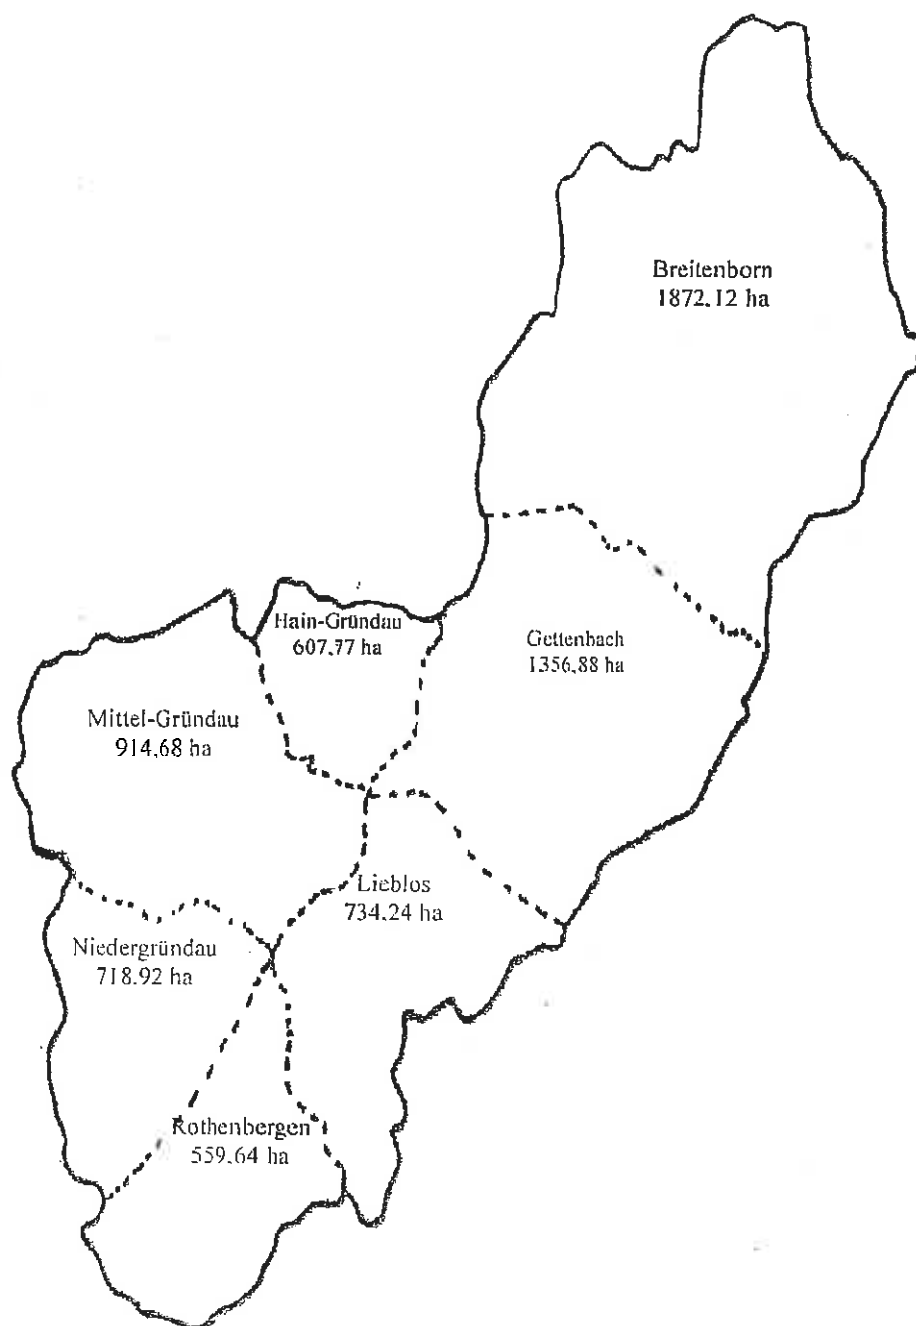 Breitenborn
1872.12 ha
Hain-Gründau
607.77 ha
Gettenbach
1356,88 ha
Mittel-Gründau
914,68 ha
Lieblos
734.24 ha
Niedergründau
718.92 ha
Rothenbergen
559.64 ha